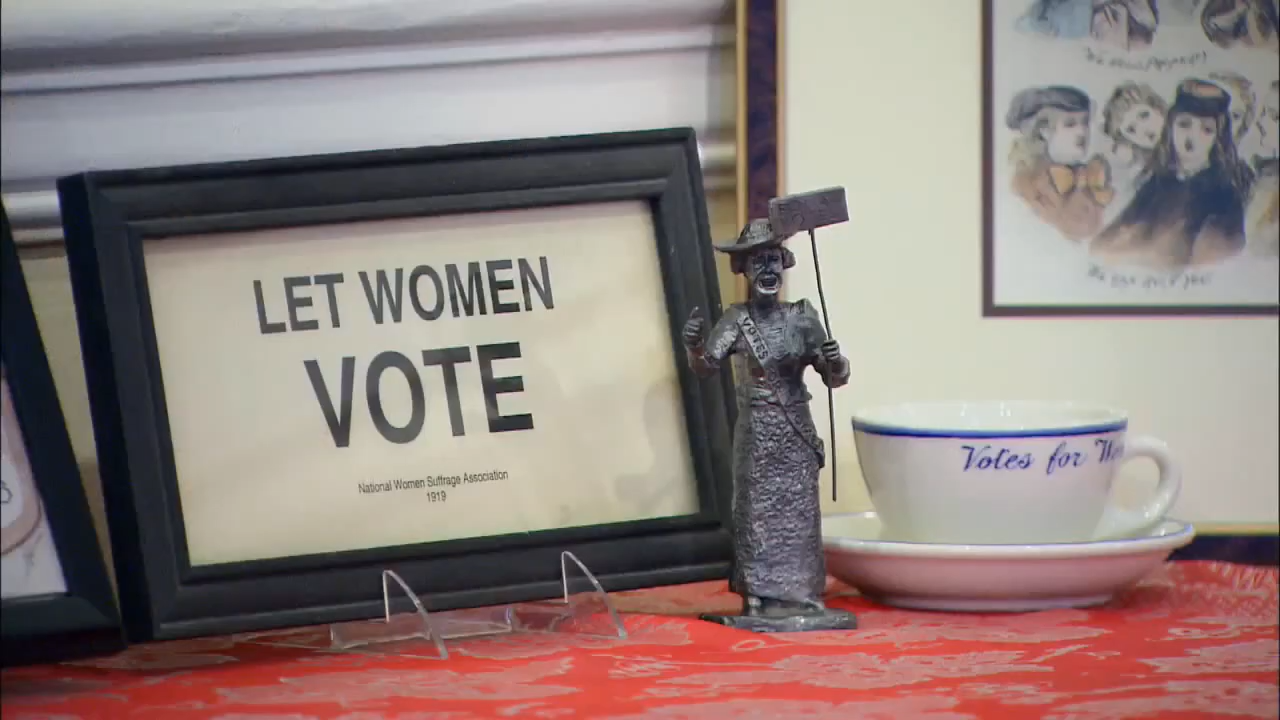 LET WOMEN
VOTE
National Women Suffrage Association
1919
VOTES
Votes for